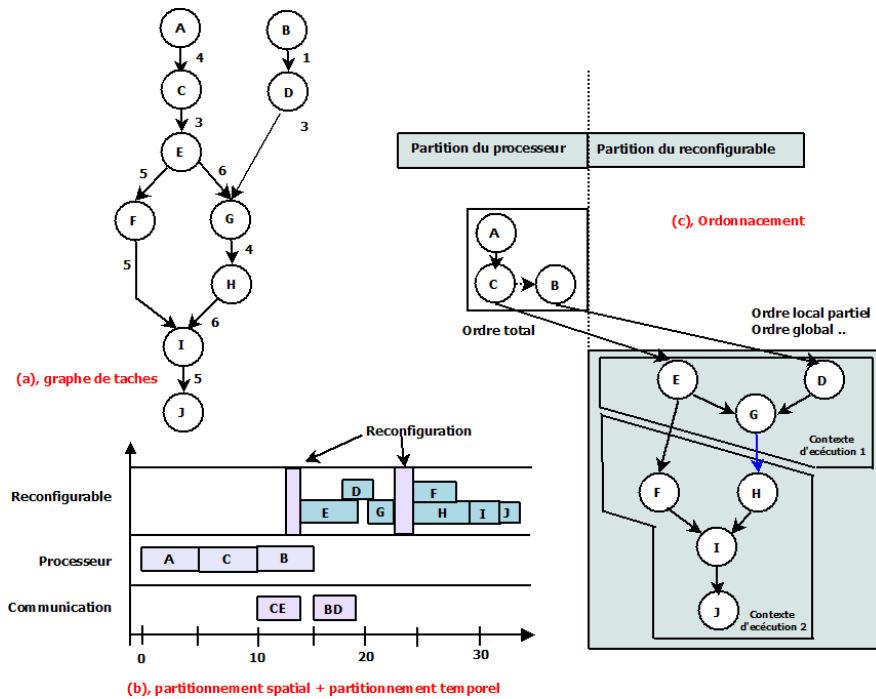 A
B
4
1
C
D
3
3
E
5
6
F
G
5
4
H
6
I
(a), graphe de taches
5
J
Partition du processeur
Partition du reconfigurable
(c), Ordonnacement
A
C
B
Ordre total
Ordre local partiel
Ordre global ..
E
D
G
Contexte
d'ecécution 1
F
H
I
J
Contexte
d'ecécution 2
Reconfiguration
Reconfigurable
D
F
E
G
H
I
J
Processeur
A
C
B
Communication
CE
BD
0
10
20
30
(b), partitionnement spatial + partitionnement temporel